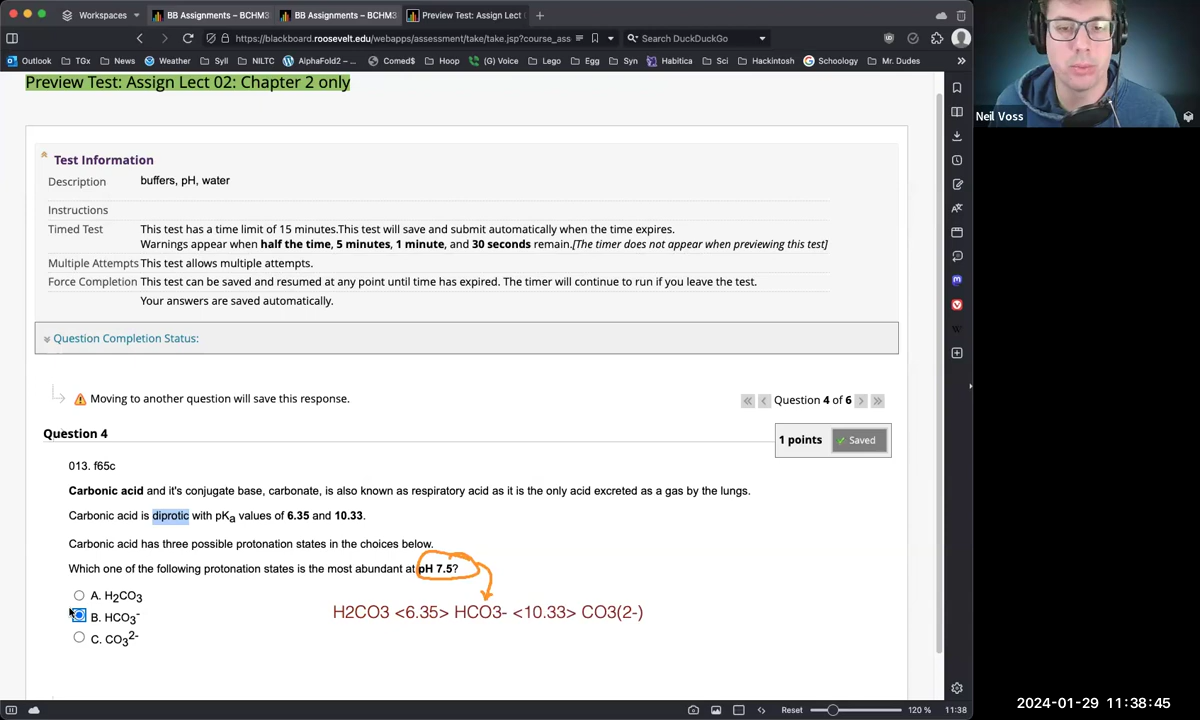 Workspaces
BB Assignments – BCHM3
BB Assignments – BCHM3
Preview Test: Assign Lect
https://blackboard.roosevelt.edu/webapps/assessment/take/take.jsp?course_ass
Search DuckDuckGo
Outlook TGx News Weather Syll NILTC AlphaFold2 –... Comed$ Hoop (G) Voice Lego Egg Syn Habitica Sci Hackintosh Schoology Mr. Dudes
Preview Test: Assign Lect 02: Chapter 2 only
Neil Voss
Test Information
Description buffers, pH, water
Instructions
Timed Test This test has a time limit of 15 minutes.This test will save and submit automatically when the time expires.
Warnings appear when half the time, 5 minutes, 1 minute, and 30 seconds remain.[The timer does not appear when previewing this test]
Multiple Attempts This test allows multiple attempts.
Force Completion This test can be saved and resumed at any point until time has expired. The timer will continue to run if you leave the test.
Your answers are saved automatically.
Question Completion Status:
Moving to another question will save this response.
Question 4 of 6
Question 4
1 points Saved
013. f65c
Carbonic acid and it's conjugate base, carbonate, is also known as respiratory acid as it is the only acid excreted as a gas by the lungs.
Carbonic acid is diprotic with pKa values of 6.35 and 10.33.
Carbonic acid has three possible protonation states in the choices below.
Which one of the following protonation states is the most abundant at pH 7.5?
A. H2CO3
B. HCO3-
C. CO3 2-
H2CO3 <6.35> HCO3- <10.33> CO3(2-)
Reset 120 % 11:38
2024-01-29 11:38:45